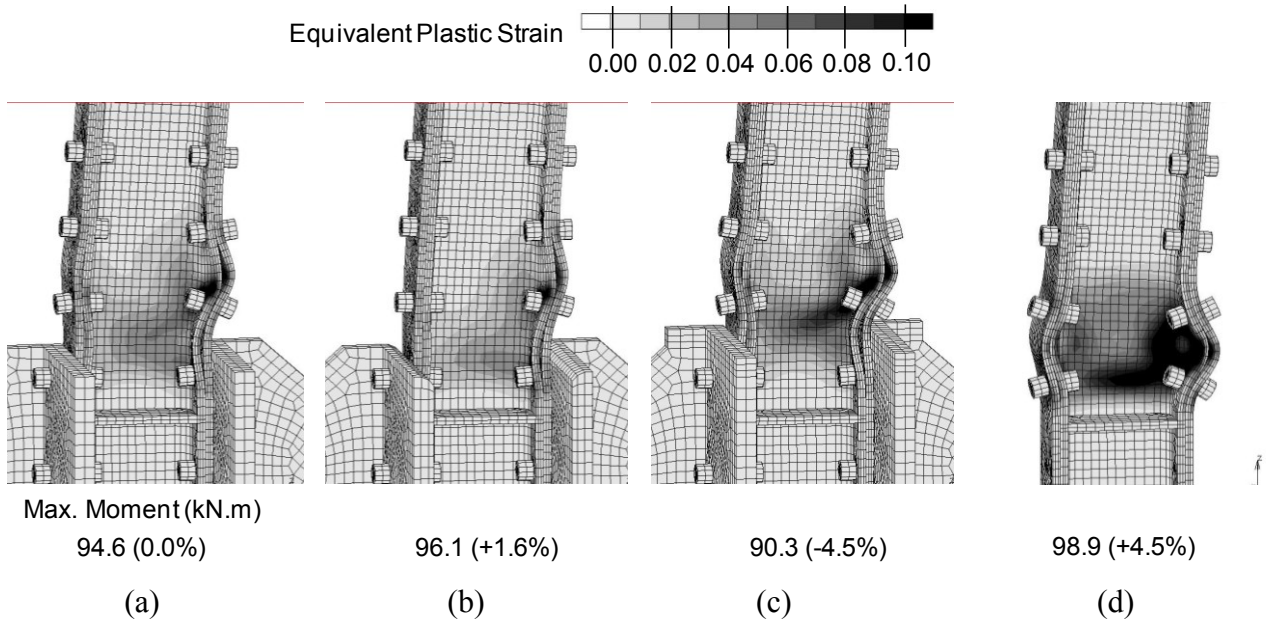 Equivalent Plastic Strain
0.00 0.02 0.04 0.06 0.08 0.10
z
Max. Moment (kN.m)
94.6 (0.0%) 96.1 (+1.6%) 90.3 (-4.5%) 98.9 (+4.5%)
(a) (b) (c) (d)